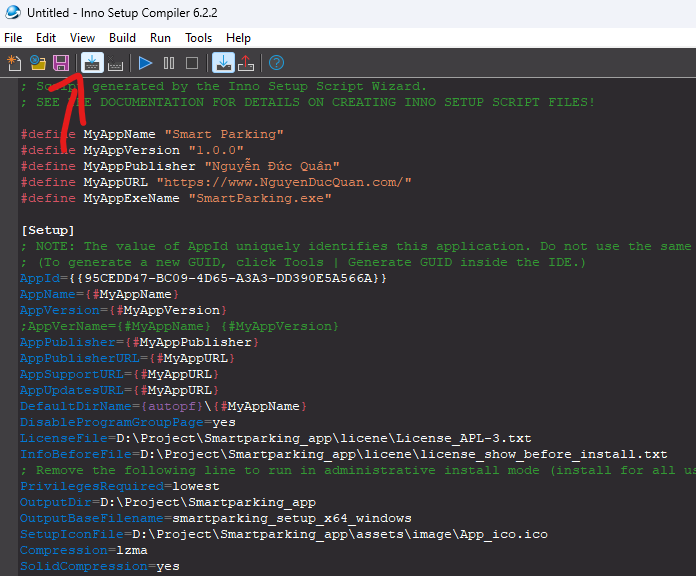 Untitled - Inno Setup Compiler 6.2.2
File Edit View Build Run Tools Help
; Script generated by the Inno Setup Script Wizard.
; SEE THE DOCUMENTATION FOR DETAILS ON CREATING INNO SETUP SCRIPT FILES!
#define MyAppName "Smart Parking"
#define MyAppVersion "1.0.0"
#define MyAppPublisher "Nguyễn Đức Quân"
#define MyAppURL "https://www.NguyenDucQuan.com/"
#define MyAppExeName "SmartParking.exe"
[Setup]
; NOTE: The value of AppId uniquely identifies this application. Do not use the same
; (To generate a new GUID, click Tools | Generate GUID inside the IDE.)
AppId={{95CEDD47-BC09-4D65-A3A3-DD390E5A566A}}
AppName={#MyAppName}
AppVersion={#MyAppVersion}
;AppVerName={#MyAppName} {#MyAppVersion}
AppPublisher={#MyAppPublisher}
AppPublisherURL={#MyAppURL}
AppSupportURL={#MyAppURL}
AppUpdatesURL={#MyAppURL}
DefaultDirName={autopf}\{#MyAppName}
DisableProgramGroupPage=yes
LicenseFile=D:\Project\Smartparking_app\licene\License_APL-3.txt
InfoBeforeFile=D:\Project\Smartparking_app\licene\license_show_before_install.txt
; Remove the following line to run in administrative install mode (install for all us
PrivilegesRequired=lowest
OutputDir=D:\Project\Smartparking_app
OutputBaseFilename=smartparking_setup_x64_windows
SetupIconFile=D:\Project\Smartparking_app\assets\image\App_ico.ico
Compression=lzma
SolidCompression=yes